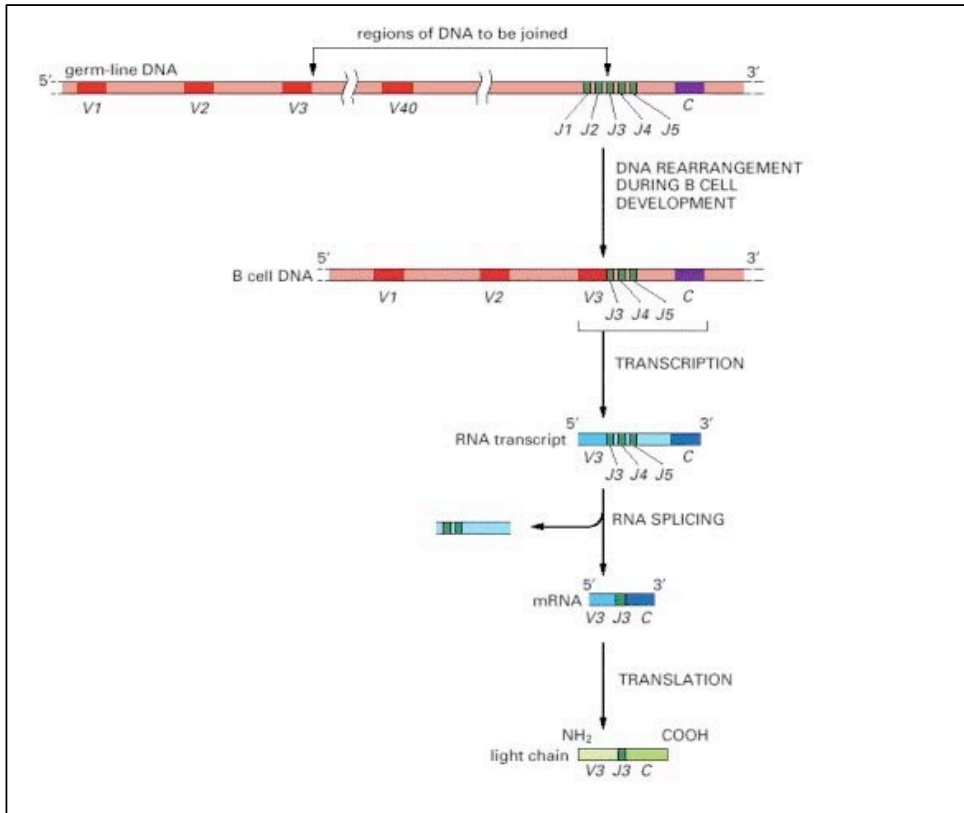 regions of DNA to be joined
5′ germ-line DNA 3′
V1 V2 V3 V40 C
J1 J2 J3 J4 J5
DNA REARRANGEMENT
DURING B CELL
DEVELOPMENT
5′ 3′
B cell DNA
V1 V2 V3 C
J3 J4 J5
TRANSCRIPTION
5′ 3′
RNA transcript
V3 C
J3 J4 J5
RNA SPLICING
5′ 3′
mRNA
V3 J3 C
TRANSLATION
NH₂ COOH
light chain
V3 J3 C